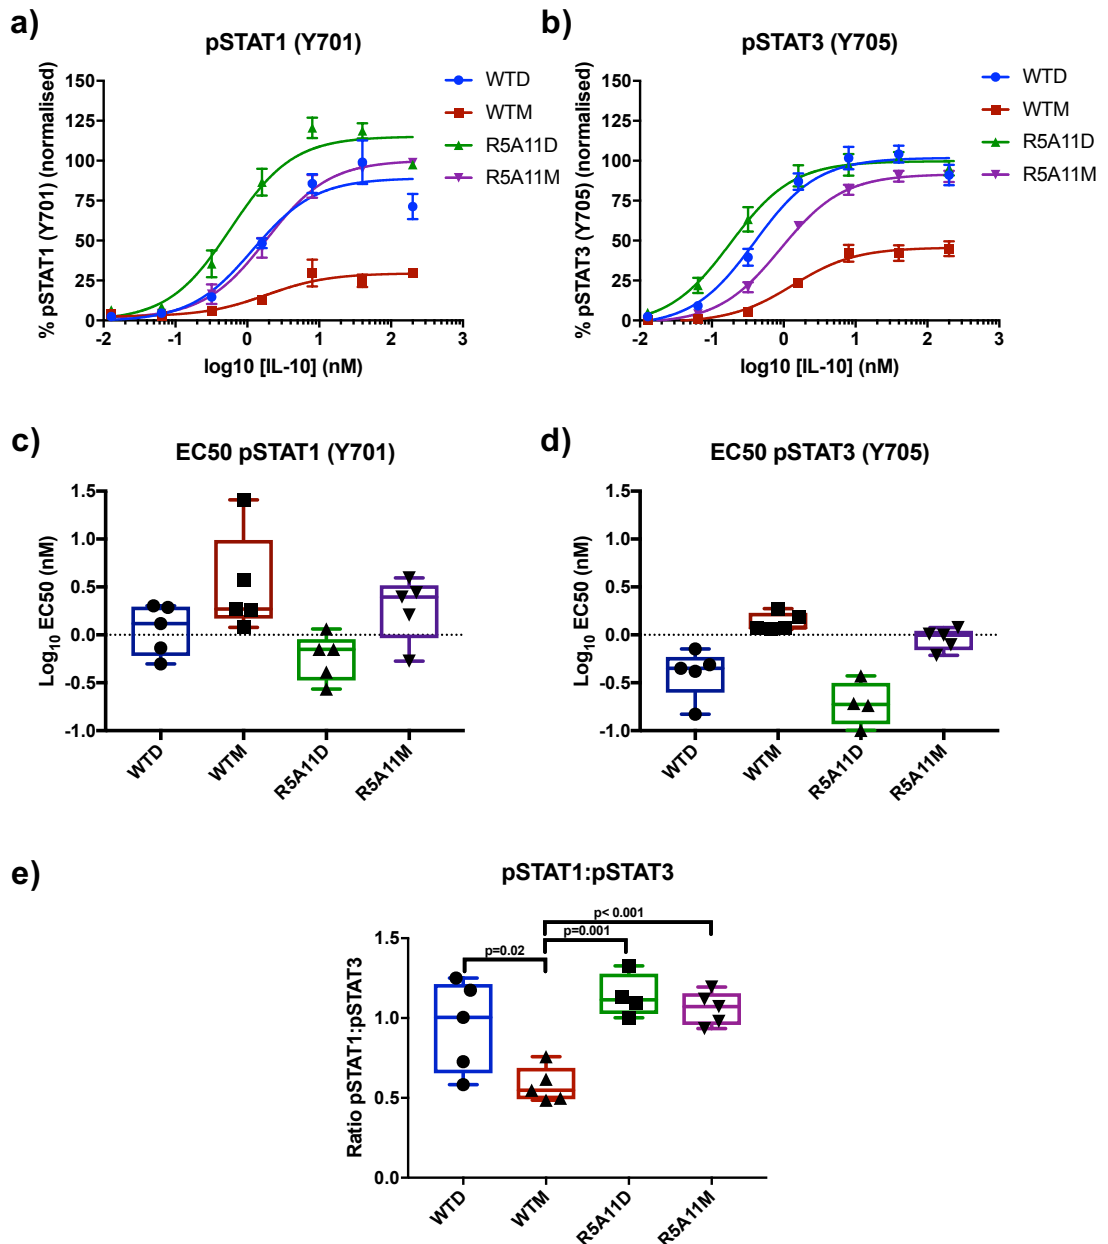 a)
pSTAT1 (Y701)
% pSTAT1 (Y701) (normalised)
150
125
100
75
50
25
0
-2 -1 0 1 2 3
log10 [IL-10] (nM)
WTD
WTM
R5A11D
R5A11M
b)
pSTAT3 (Y705)
% pSTAT3 (Y705) (normalised)
150
125
100
75
50
25
0
-2 -1 0 1 2 3
log10 [IL-10] (nM)
WTD
WTM
R5A11D
R5A11M
c)
EC50 pSTAT1 (Y701)
Log10 EC50 (nM)
1.5
1.0
0.5
0.0
-0.5
-1.0
WTD WTM R5A11D R5A11M
d)
EC50 pSTAT3 (Y705)
Log10 EC50 (nM)
1.5
1.0
0.5
0.0
-0.5
-1.0
WTD WTM R5A11D R5A11M
e)
pSTAT1:pSTAT3
Ratio pSTAT1:pSTAT3
p< 0.001
p=0.001
p=0.02
1.5
1.0
0.5
0.0
WTD WTM R5A11D R5A11M